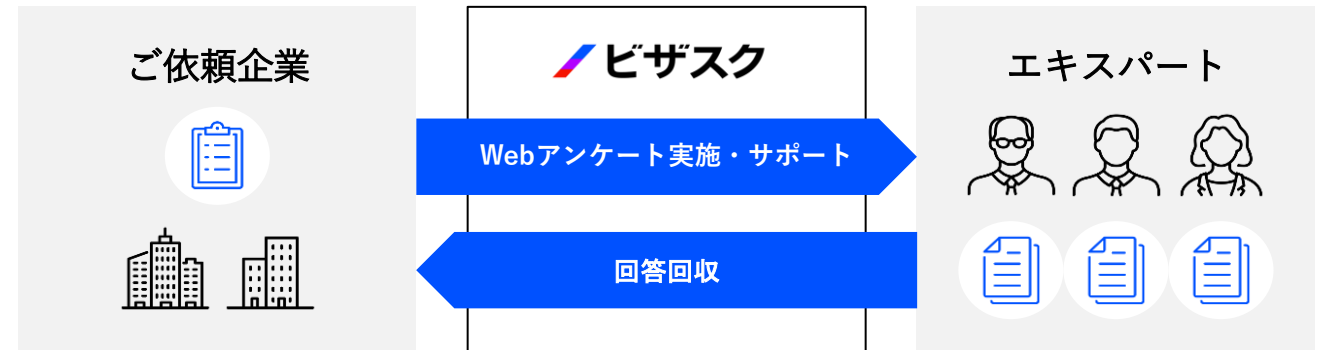 ご依頼企業
ビザスク
エキスパート
Webアンケート実施・サポート
回答回収